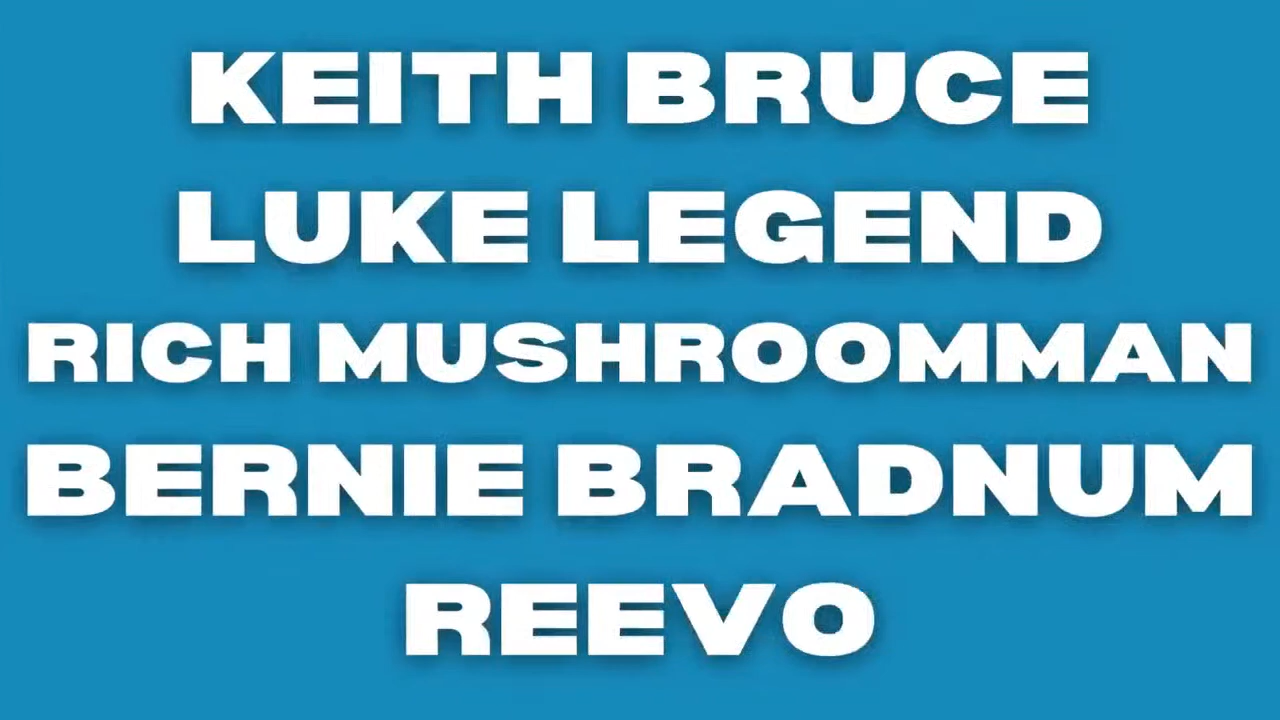 KEITH BRUCE
LUKE LEGEND
RICH MUSHROOMMAN
BERNIE BRADNUM
REEVO